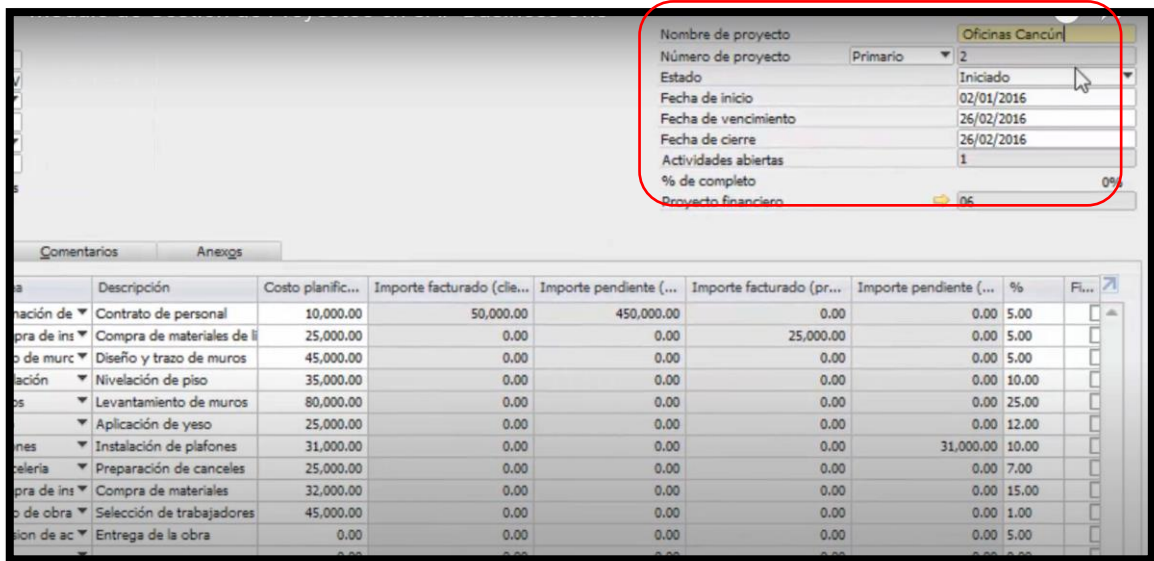 Nombre de proyecto Oficinas Cancún
Número de proyecto Primario 2
Estado Iniciado
Fecha de inicio 02/01/2016
Fecha de vencimiento 26/02/2016
Fecha de cierre 26/02/2016
Actividades abiertas 1
% de completo 0%
Proyecto financiero 06
Comentarios Anexos
Descripción Costo planific... Importe facturado (clie... Importe pendiente (... Importe facturado (pr... Importe pendiente (... % Fi...
Contrato de personal 10,000.00 50,000.00 450,000.00 0.00 0.00 5.00
Compra de materiales de li 25,000.00 0.00 0.00 25,000.00 0.00 5.00
Diseño y trazo de muros 45,000.00 0.00 0.00 0.00 0.00 5.00
Nivelación de piso 35,000.00 0.00 0.00 0.00 0.00 10.00
Levantamiento de muros 80,000.00 0.00 0.00 0.00 0.00 25.00
Aplicación de yeso 25,000.00 0.00 0.00 0.00 0.00 12.00
Instalación de plafones 31,000.00 0.00 0.00 0.00 31,000.00 10.00
Preparación de canceles 25,000.00 0.00 0.00 0.00 0.00 7.00
Compra de materiales 32,000.00 0.00 0.00 0.00 0.00 15.00
de obra Selección de trabajadores 45,000.00 0.00 0.00 0.00 0.00 1.00
Entrega de la obra 0.00 0.00 0.00 0.00 0.00 5.00